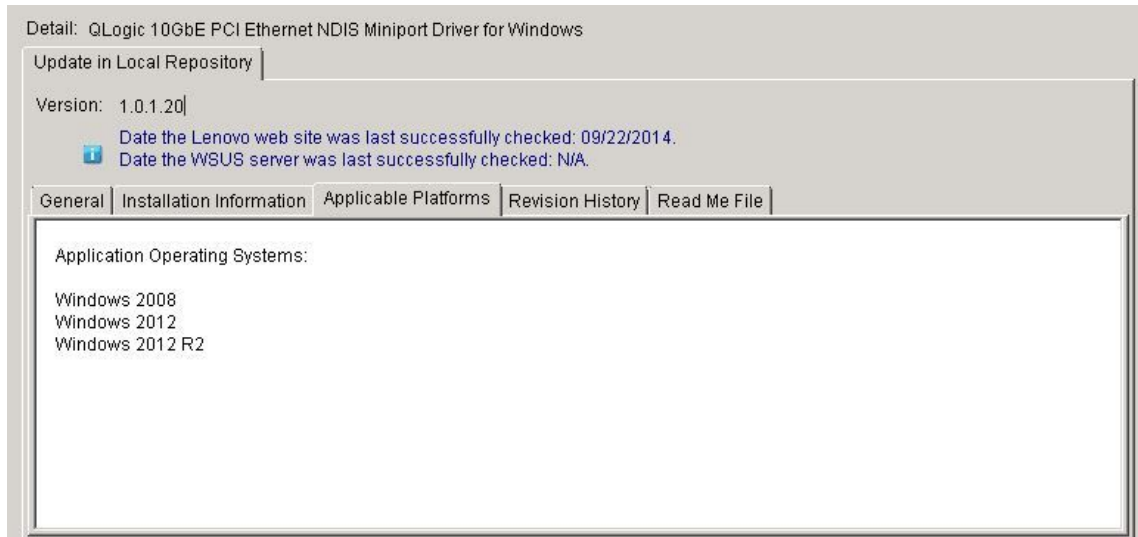 Detail: QLogic 10GbE PCI Ethernet NDIS Miniport Driver for Windows
Update in Local Repository
Version: 1.0.1.20
Date the Lenovo web site was last successfully checked: 09/22/2014.
Date the WSUS server was last successfully checked: N/A.
General Installation Information Applicable Platforms Revision History Read Me File
Application Operating Systems:
Windows 2008
Windows 2012
Windows 2012 R2